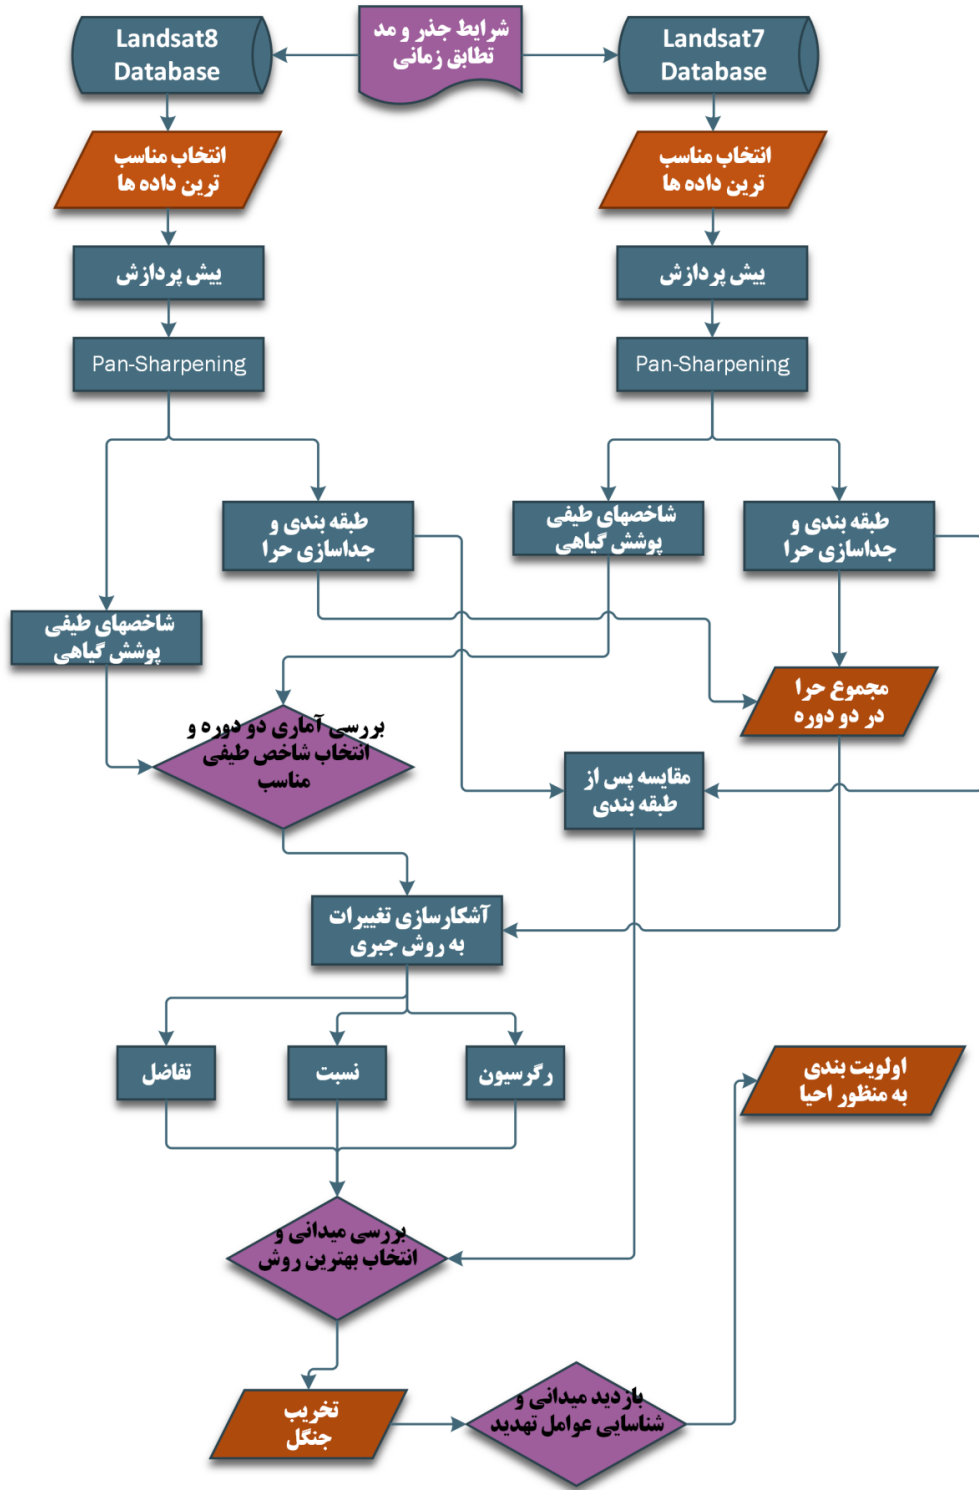 شرایط جذر و مد
تطابق زمانی
Landsat8
Database
Landsat7
Database
انتخاب مناسب
ترین داده ها
انتخاب مناسب
ترین داده ها
پیش پردازش
پیش پردازش
Pan-Sharpening
Pan-Sharpening
طبقه بندی و
جداسازی حرا
شاخصهای طیفی
پوشش گیاهی
طبقه بندی و
جداسازی حرا
شاخصهای طیفی
پوشش گیاهی
مجموع حرا
در دو دوره
بررسی آماری دو دوره و
انتخاب شاخص طیفی
مناسب
مقایسه پس از
طبقه بندی
آشکارسازی تغییرات
به روش جبری
تفاضل
نسبت
رگرسیون
اولویت بندی
به منظور احیا
بررسی میدانی و
انتخاب بهترین روش
تخریب
جنگل
بازدید میدانی و
شناسایی عوامل تهدید